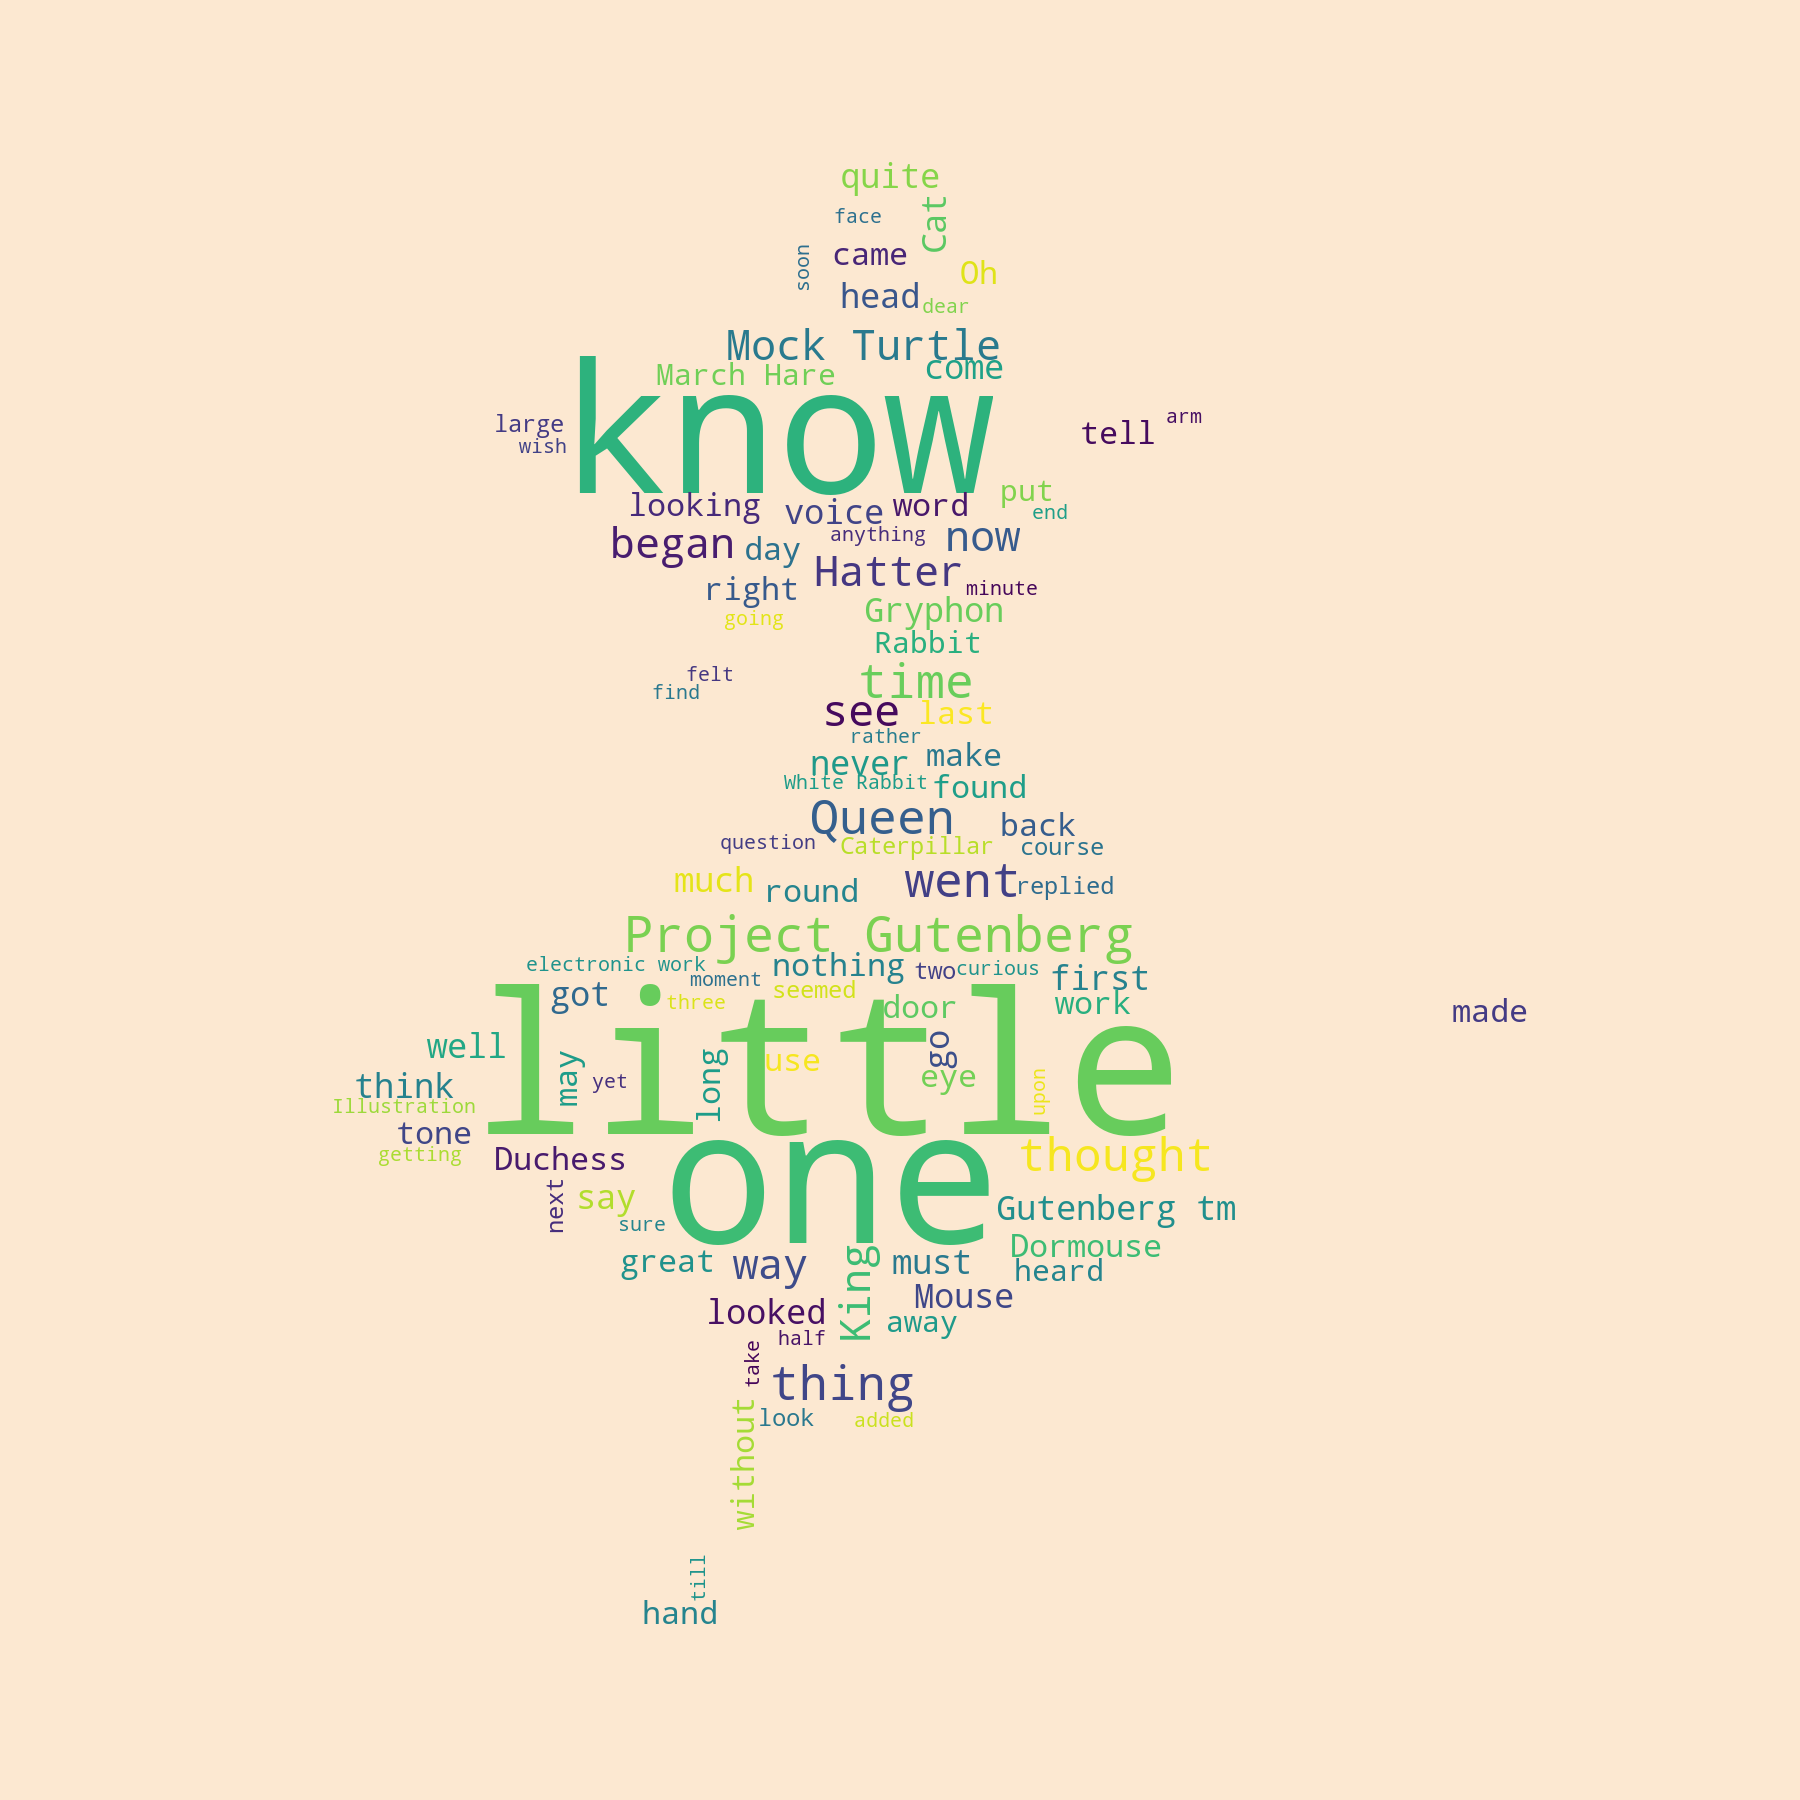 quite
face
Cat
came
soon
Oh
head
dear
Mock Turtle
March Hare
come
know
large
wish
tell
arm
put
end
looking
voice
word
began
day
anything
now
Hatter
right
minute
going
Gryphon
Rabbit
felt
find
time
see
last
rather
never
make
White Rabbit
found
Queen
back
question
Caterpillar
course
much
round
went
replied
Project Gutenberg
electronic work
moment
nothing
two
curious
first
got
three
seemed
door
work
made
little
well
may
yet
long
use
go
eye
upon
think
Illustration
tone
getting
Duchess
one
thought
next
say
sure
Gutenberg tm
great
way
King
must
Dormouse
heard
Mouse
looked
away
half
take
thing
look
added
without
till
hand